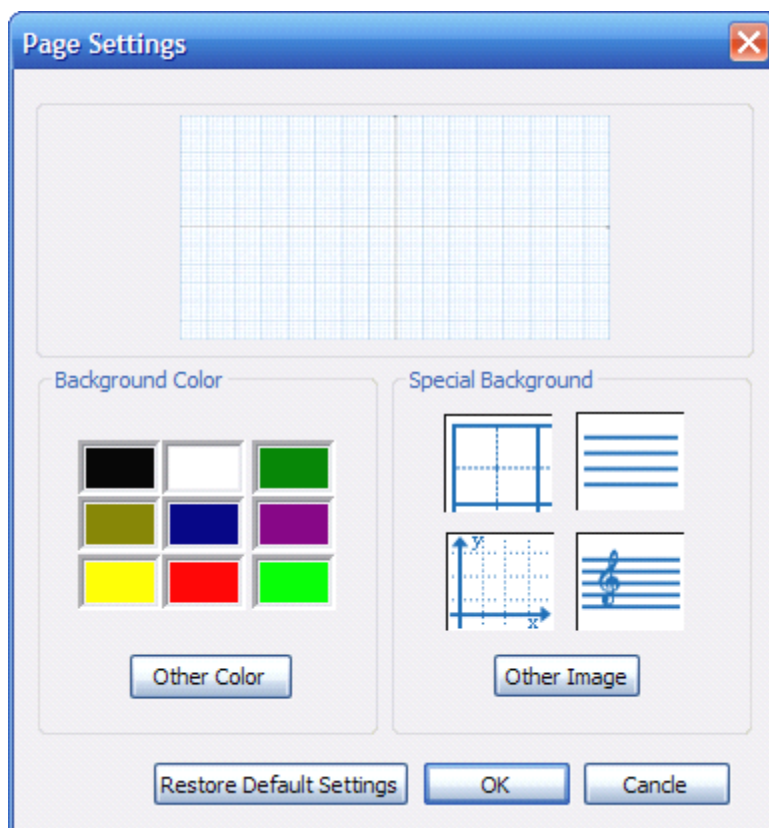 Page Settings
Background Color
Special Background
y
x
Other Color
Other Image
Restore Default Settings
OK
Cancle